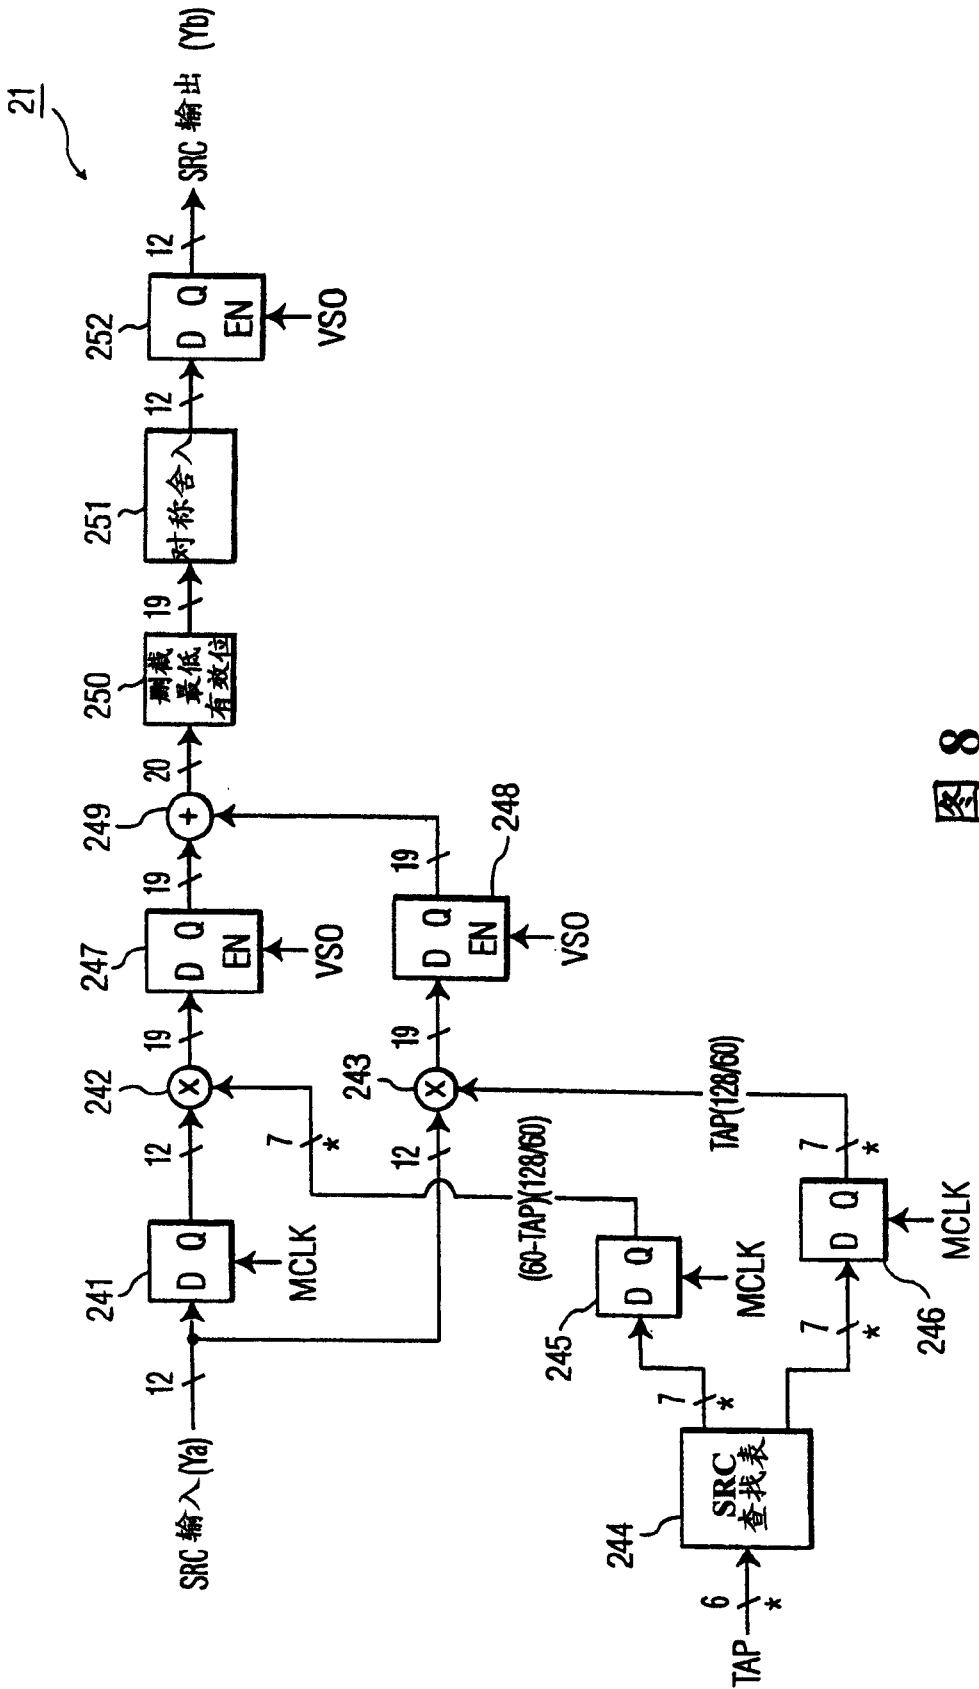 21
SRC 输入 (Ya)
12
241
D Q
MCLK
12
242
X
7
*
19
247
D Q
EN
VSO
19
249
+
20
250
删截
最低
有效位
19
251
对称舍入
12
252
D Q
EN
VSO
12
SRC 输出 (Yb)
12
243
X
19
248
D Q
EN
VSO
19
(60-TAP)(128/60)
TAP(128/60)
TAP
6
*
244
SRC
查找表
7
*
245
D Q
MCLK
7
*
246
D Q
MCLK
7
*
图 8